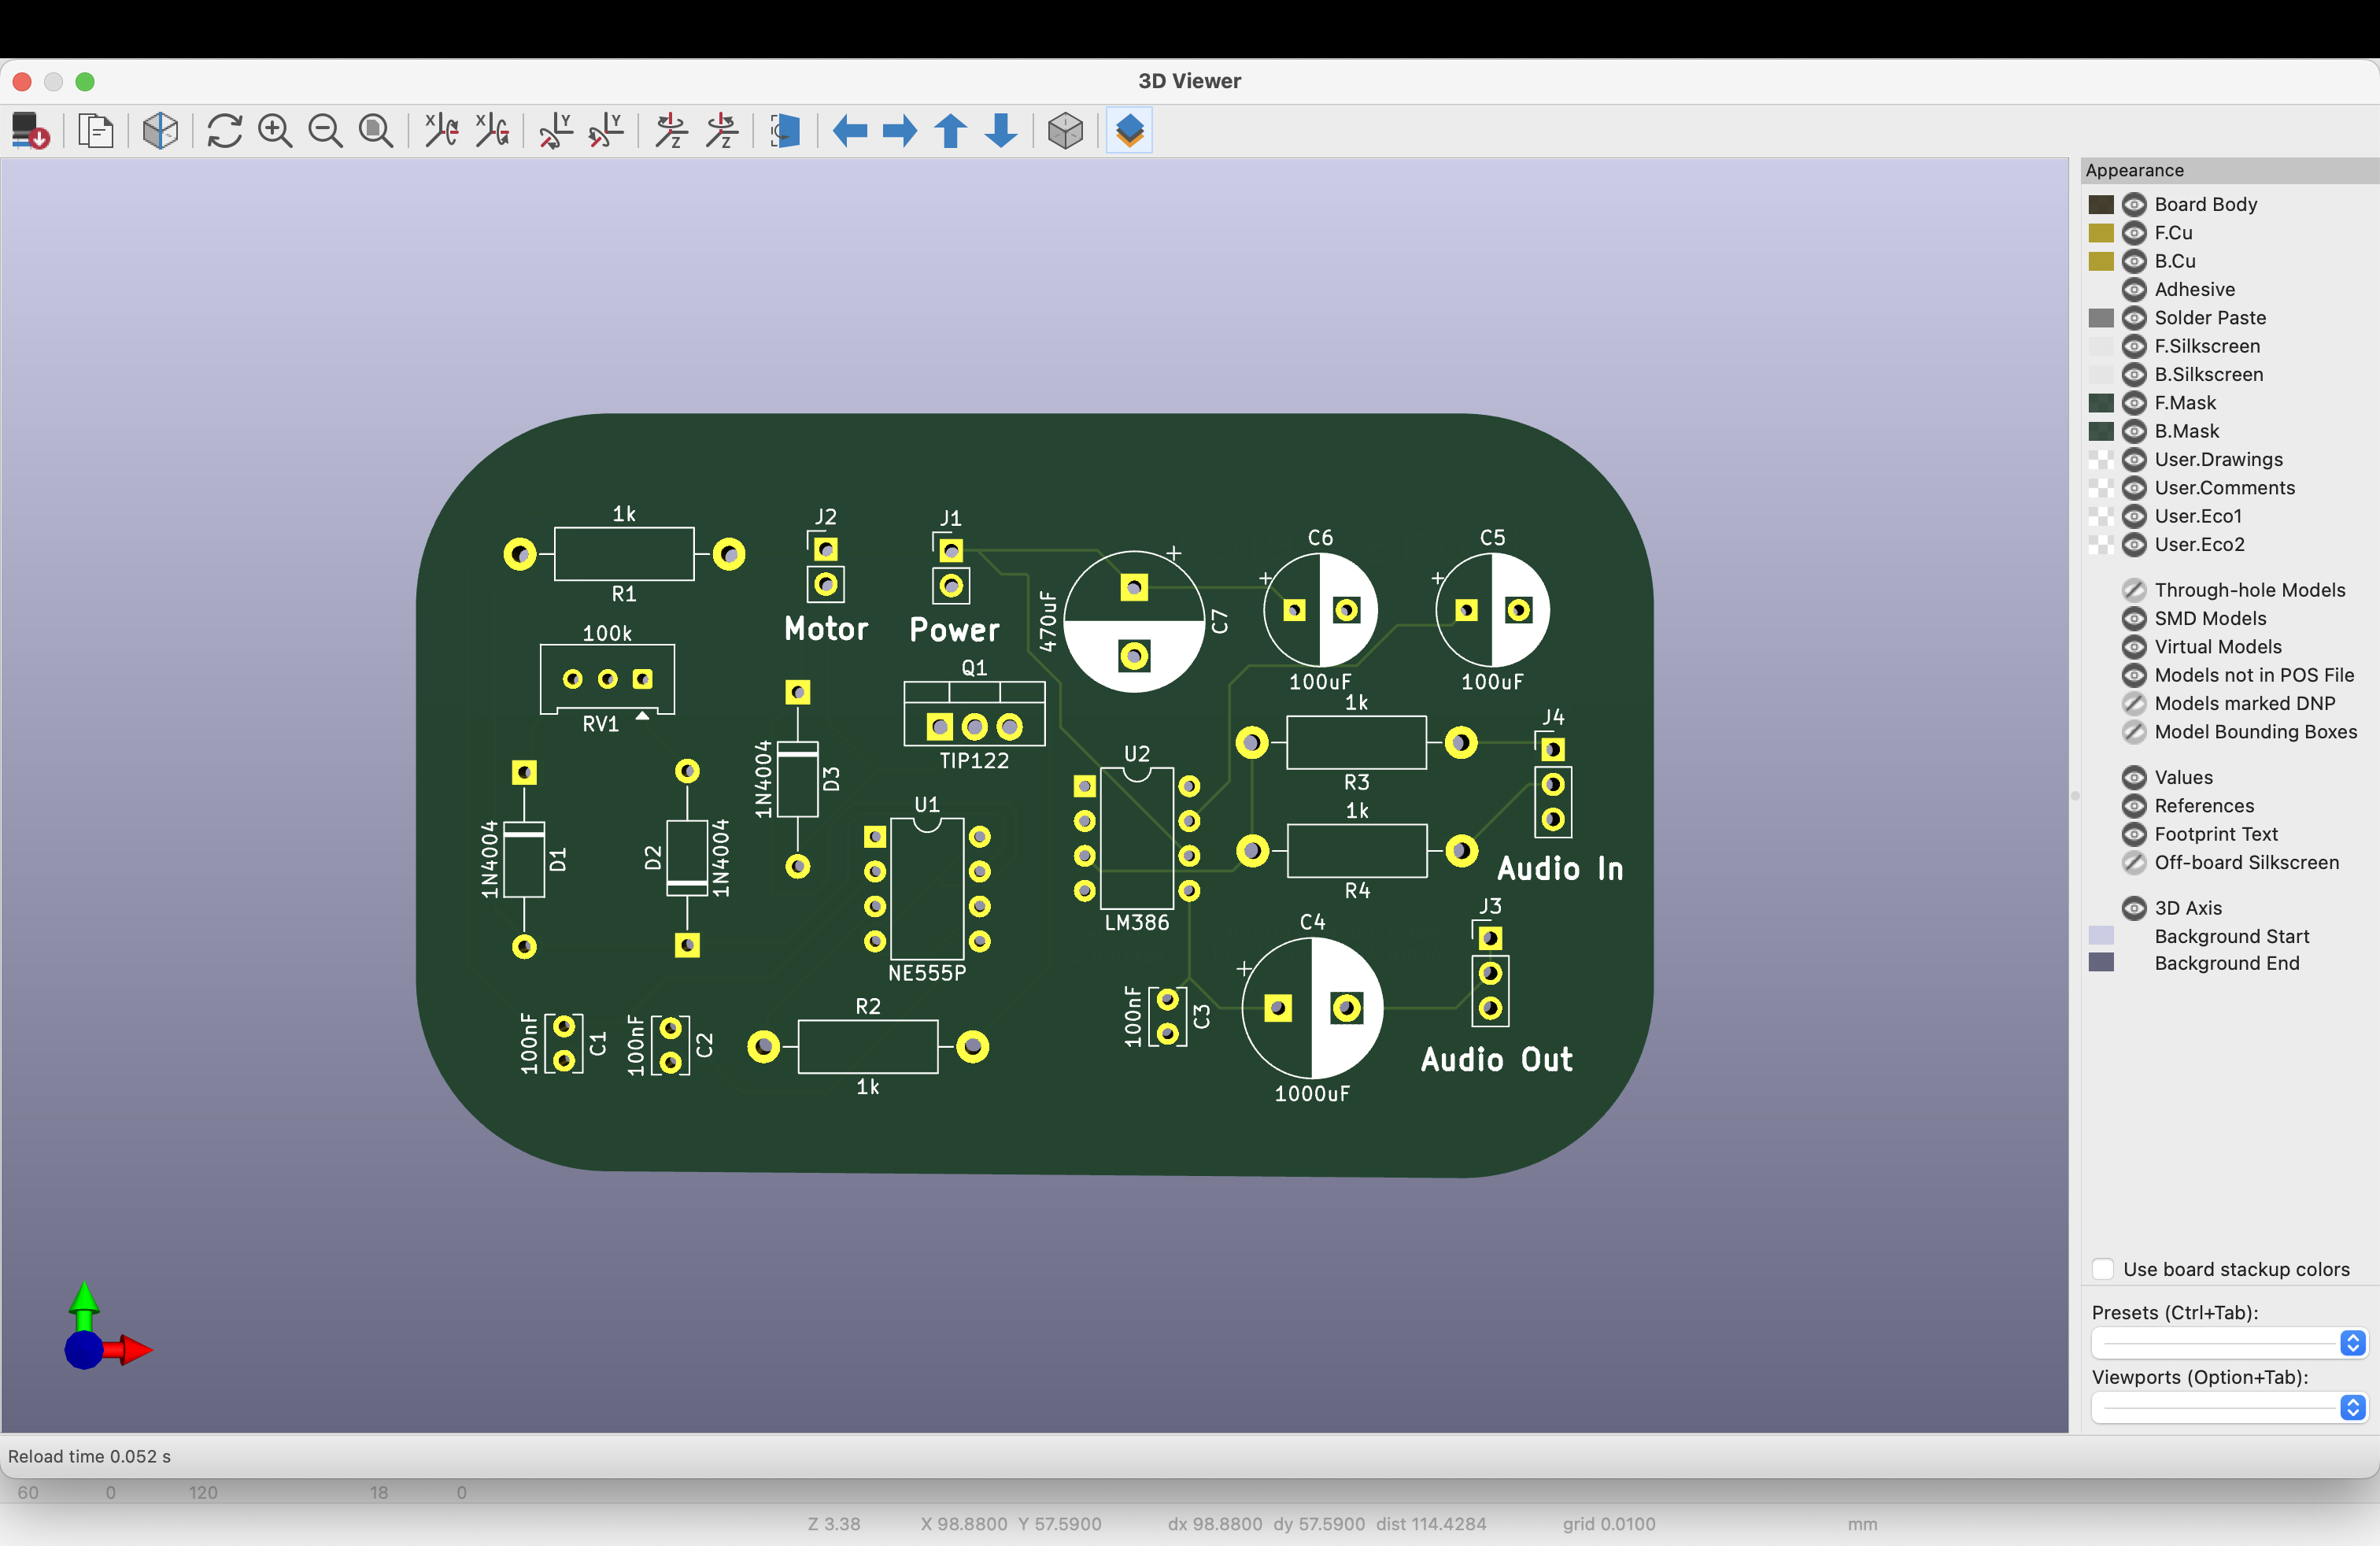 3D Viewer
X X Y Y Z Z
Appearance
Board Body
F.Cu
B.Cu
Adhesive
Solder Paste
F.Silkscreen
B.Silkscreen
F.Mask
B.Mask
User.Drawings
User.Comments
User.Eco1
User.Eco2
Through-hole Models
SMD Models
Virtual Models
Models not in POS File
Models marked DNP
Model Bounding Boxes
Values
References
Footprint Text
Off-board Silkscreen
3D Axis
Background Start
Background End
Use board stackup colors
Presets (Ctrl+Tab):
Viewports (Option+Tab):
1k
R1
J2
Motor
J1
Power
470uF
+
C7
C6
+
100uF
C5
+
100uF
100k
RV1
Q1
TIP122
1N4004
D3
1N4004
D1
D2
1N4004
U1
NE555P
U2
LM386
1k
R3
1k
R4
J4
Audio In
J3
Audio Out
C4
+
1000uF
100nF
C3
100nF
C1
100nF
C2
R2
1k
Reload time 0.052 s
60 0 120 18 0
Z 3.38 X 98.8800 Y 57.5900 dx 98.8800 dy 57.5900 dist 114.4284 grid 0.0100 mm